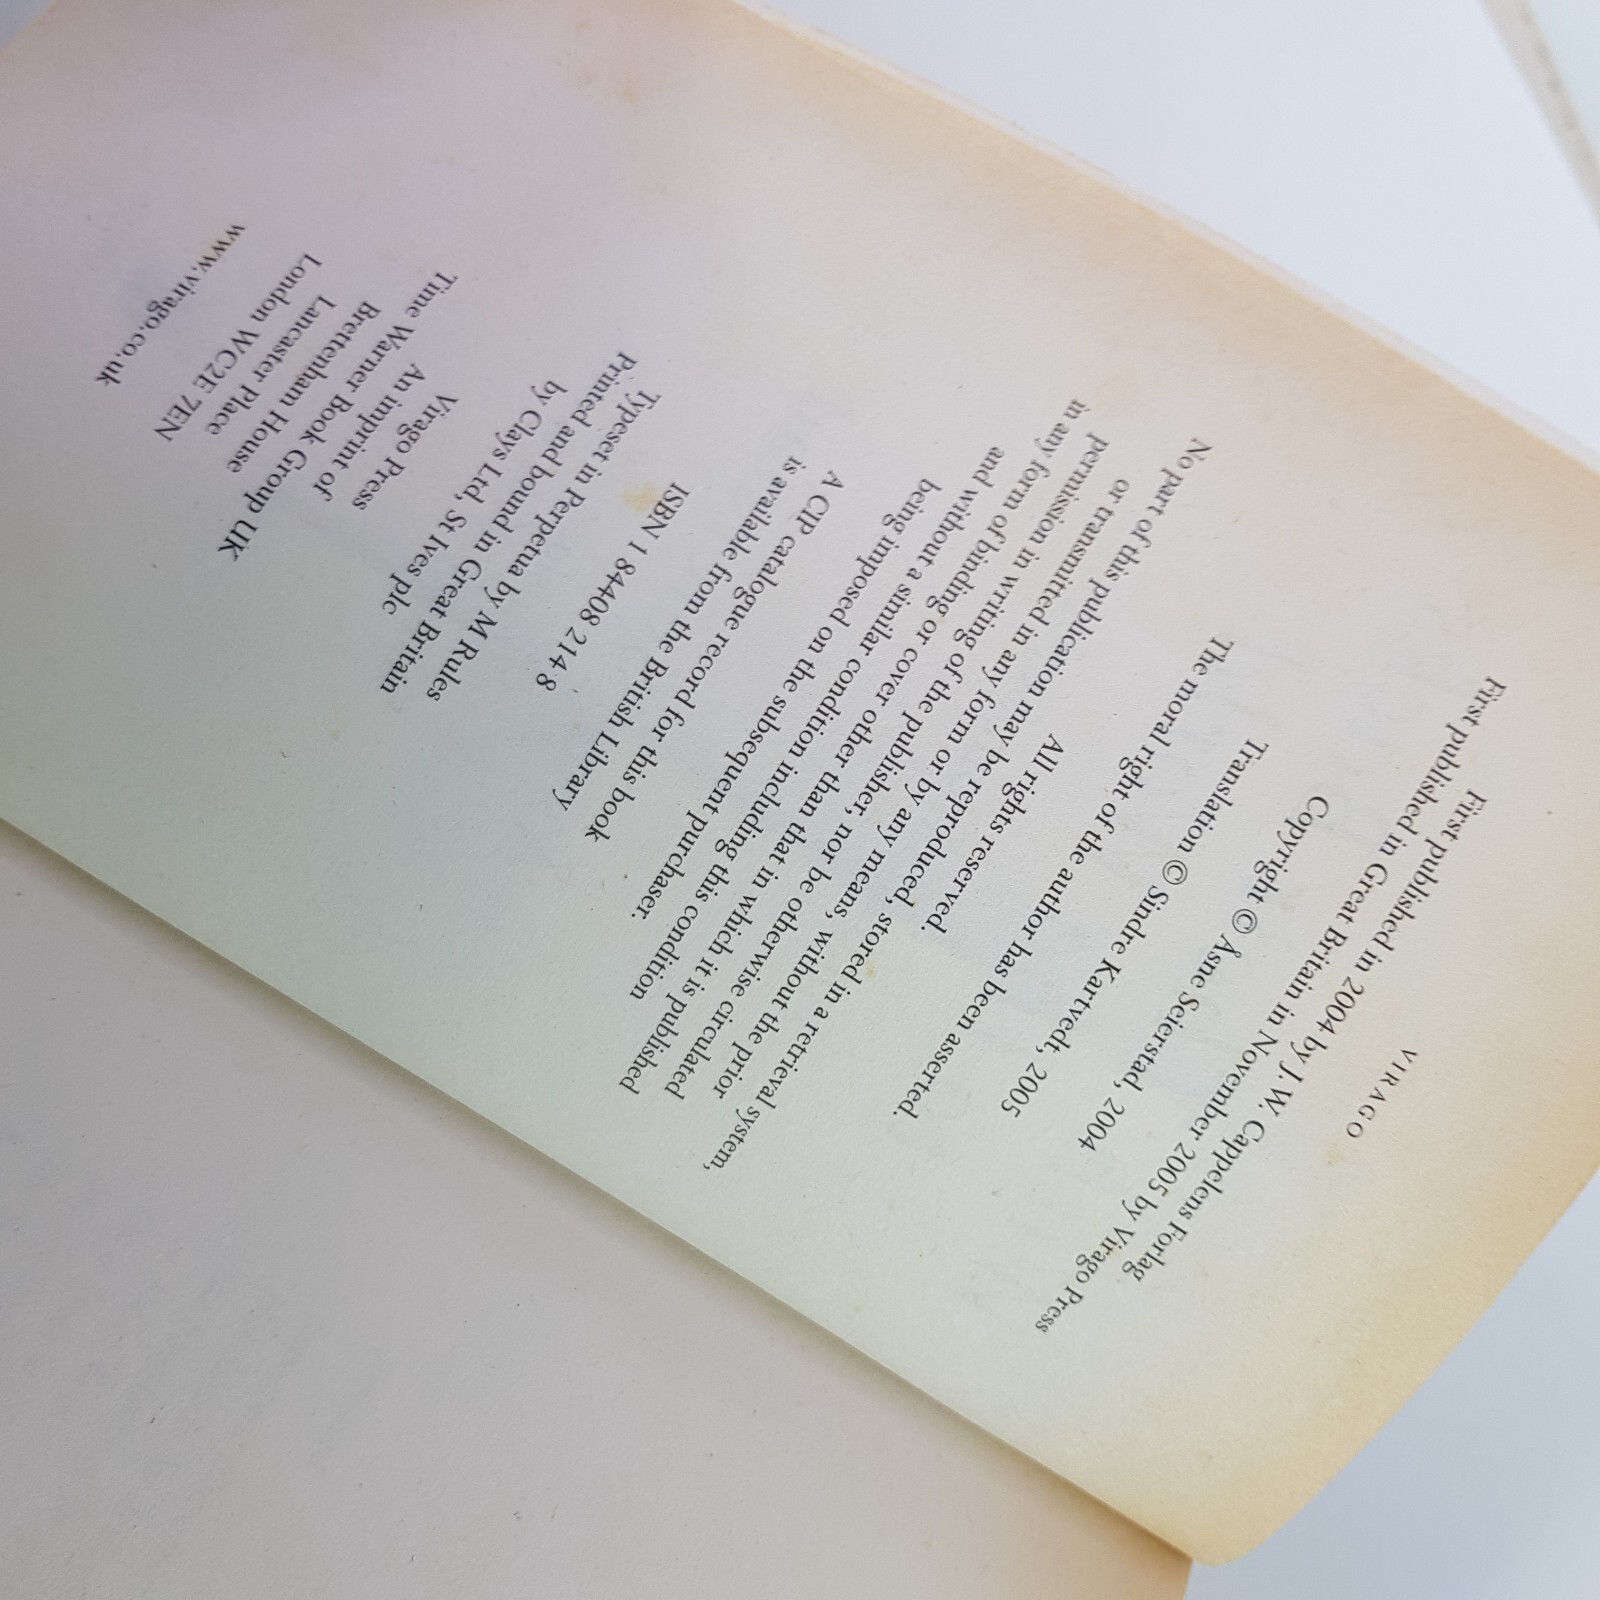 VIRAGO
First published in Great Britain in November 2005 by Virago Press
First published in 2004 by J.W. Cappelens Forlag
Copyright © Åsne Seierstad, 2004
Translation © Sindre Kartvedt, 2005
The moral right of the author has been asserted.
All rights reserved.
No part of this publication may be reproduced, stored in a retrieval system,
or transmitted in any form or by any means, without the prior
permission in writing of the publisher, nor be otherwise circulated
in any form of binding or cover other than that in which it is published
and without a similar condition including this condition
being imposed on the subsequent purchaser.
A CIP catalogue record for this book
is available from the British Library
ISBN 1 84408 214 8
Typeset in Perpetua by M Rules
Printed and bound in Great Britain
by Clays Ltd, St Ives plc
Virago Press
An imprint of
Time Warner Book Group UK
Brettenham House
Lancaster Place
London WC2E 7EN
www.virago.co.uk